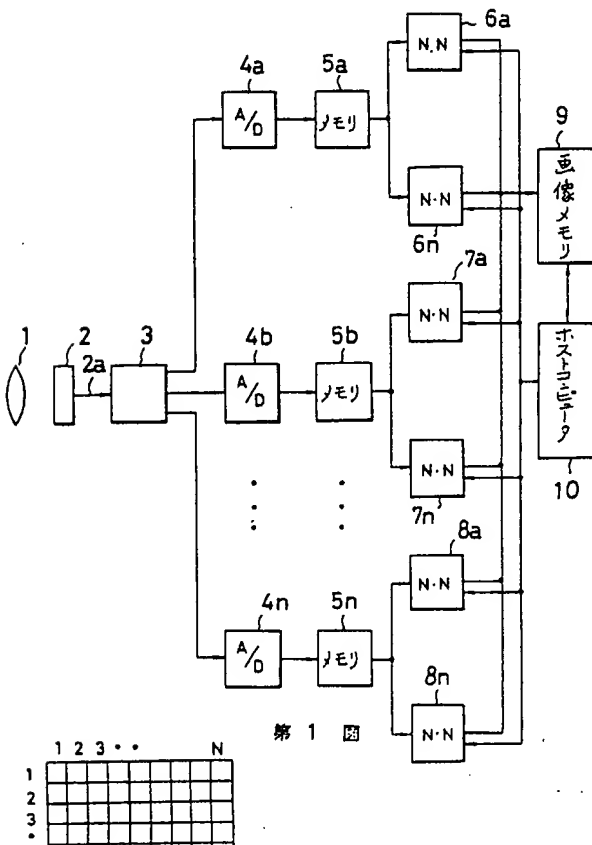 6a
N.N
4a
5a
A/D
メモリ
9
画像メモリ
N·N
6n
7a
1
2
2a
3
4b
5b
N·N
A/D
メモリ
ホストコンピュータ
10
N·N
7n
8a
N·N
4n
5n
A/D
メモリ
8n
N·N
第 1 図
1 2 3 · · N
1
2
3
·